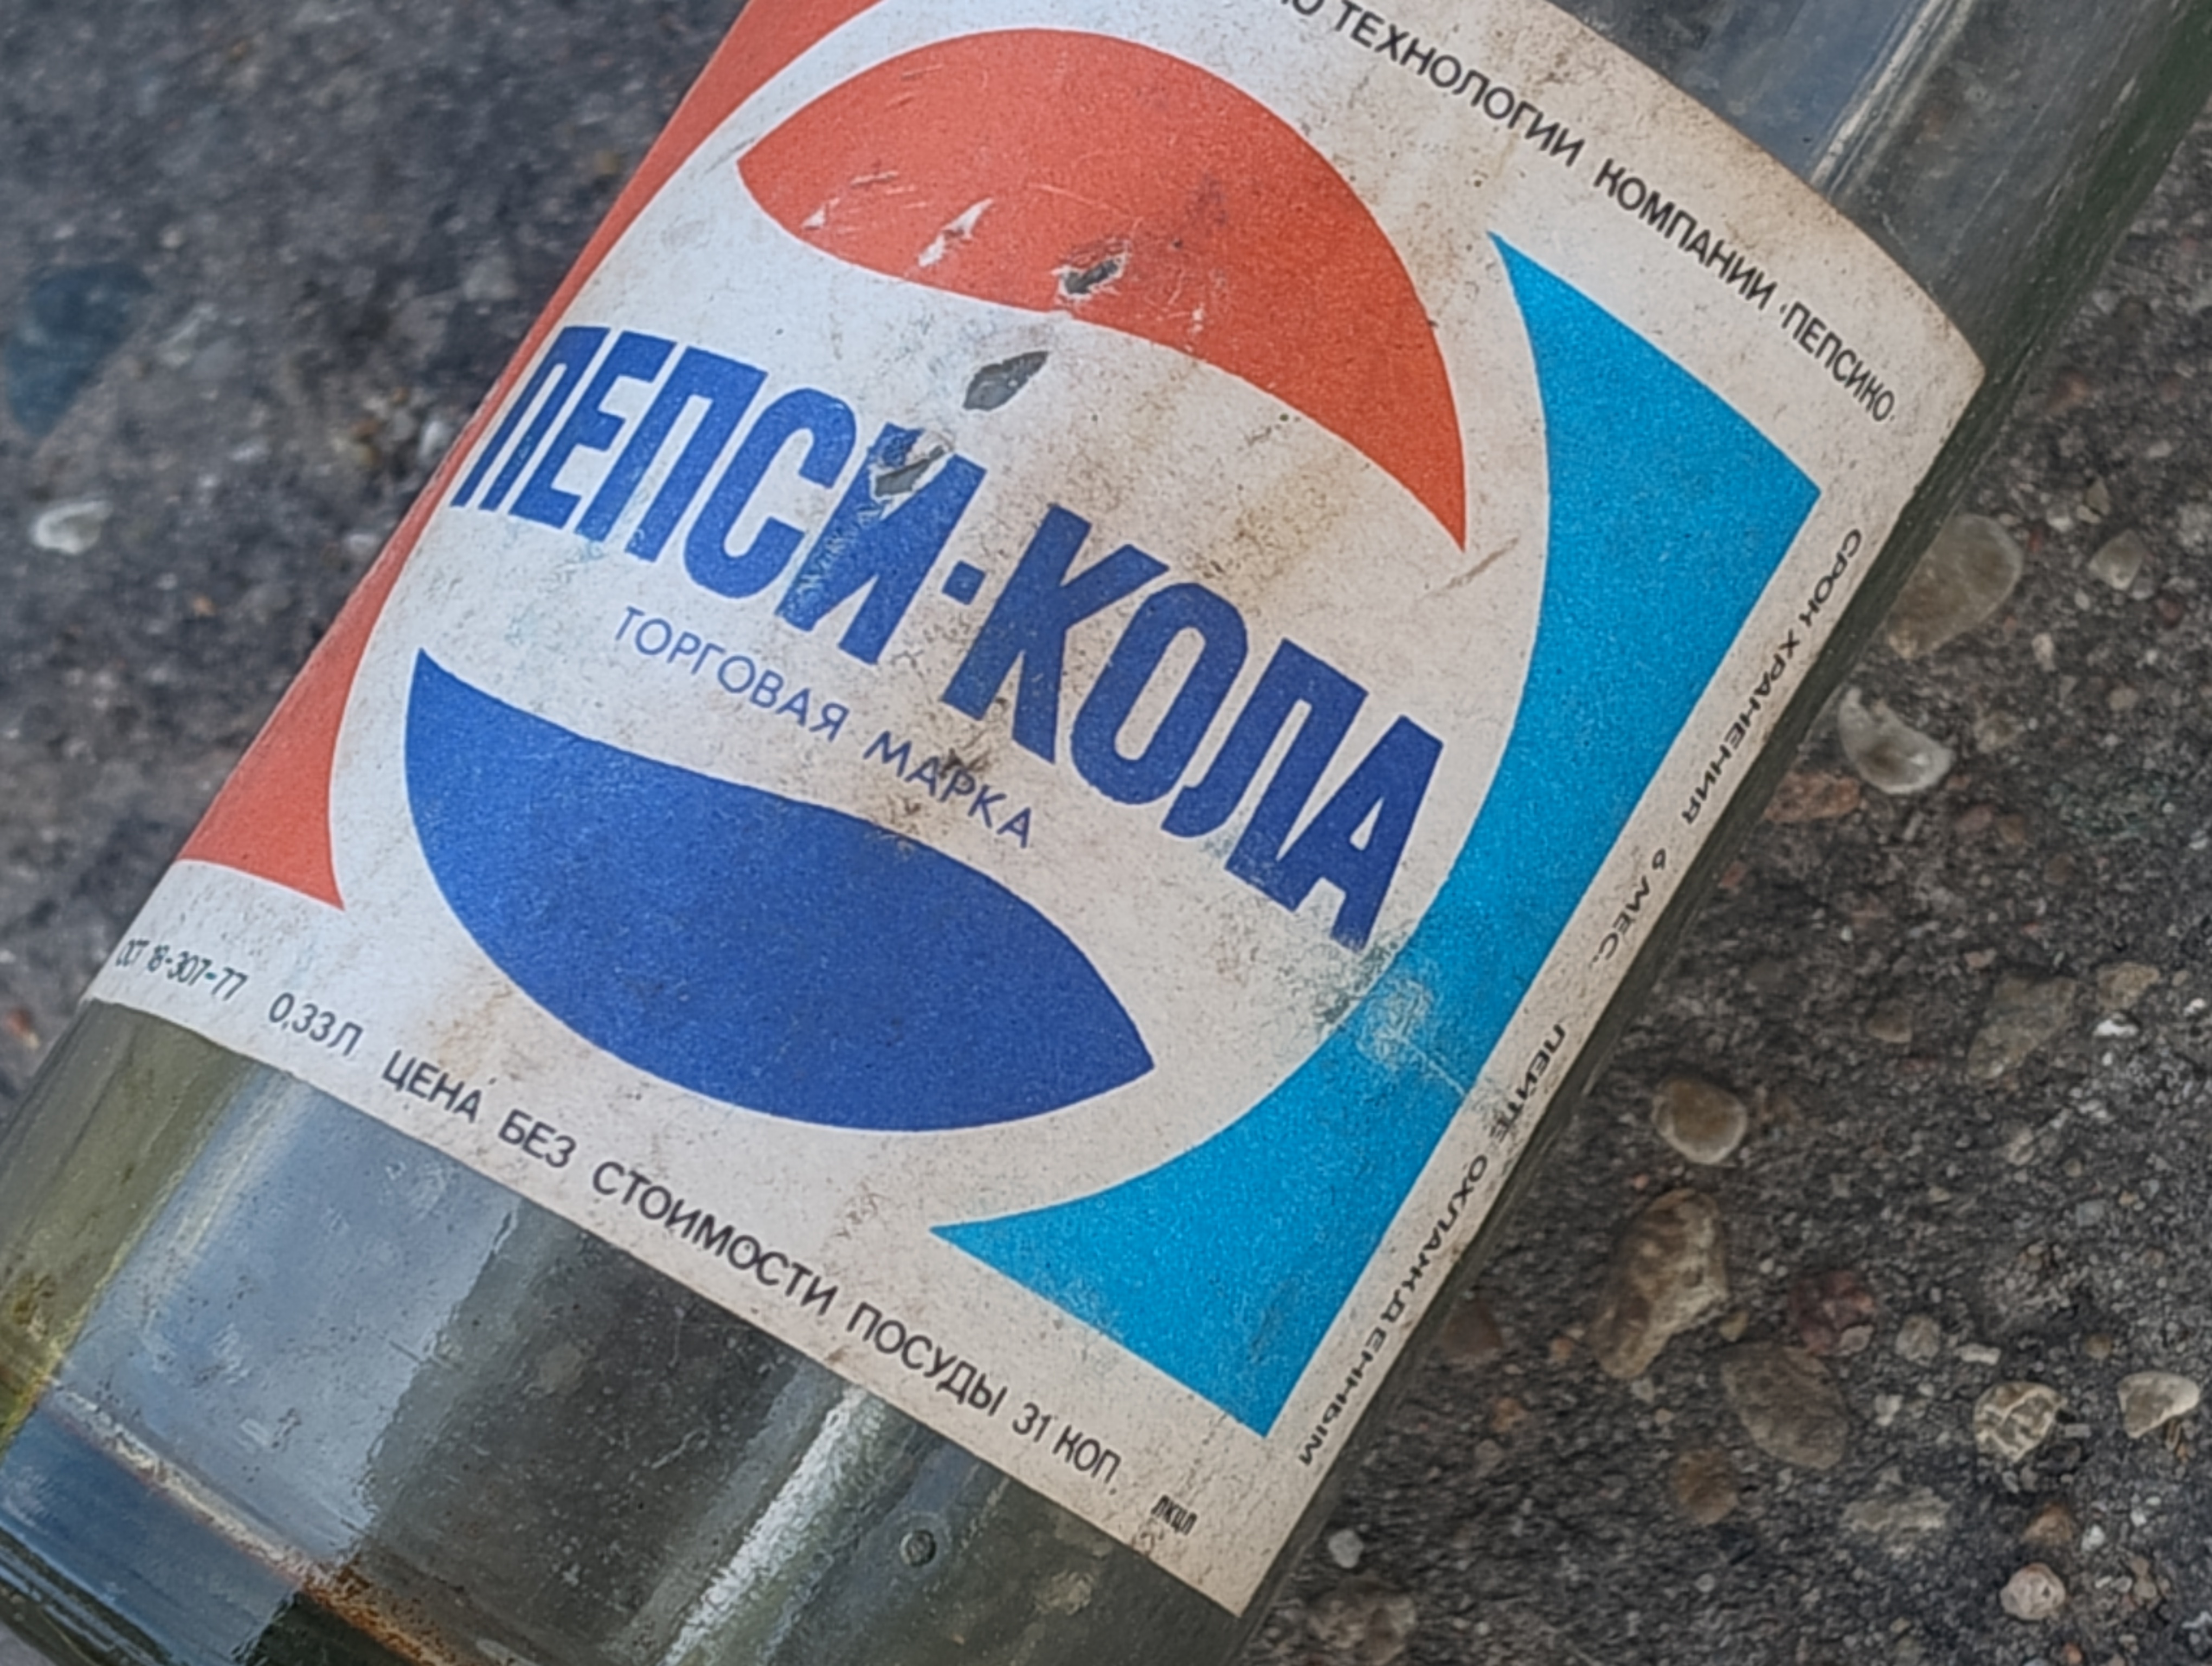 ПО ТЕХНОЛОГИИ КОМПАНИИ "ПЕПСИКО"
ПЕПСИ-КОЛА
ТОРГОВАЯ МАРКА
СРОК ХРАНЕНИЯ 6 МЕС. ПЕЙТЕ ОХЛАЖДЕННЫМ
ОСТ 18-307-77 0,33Л ЦЕНА БЕЗ СТОИМОСТИ ПОСУДЫ 31 КОП.